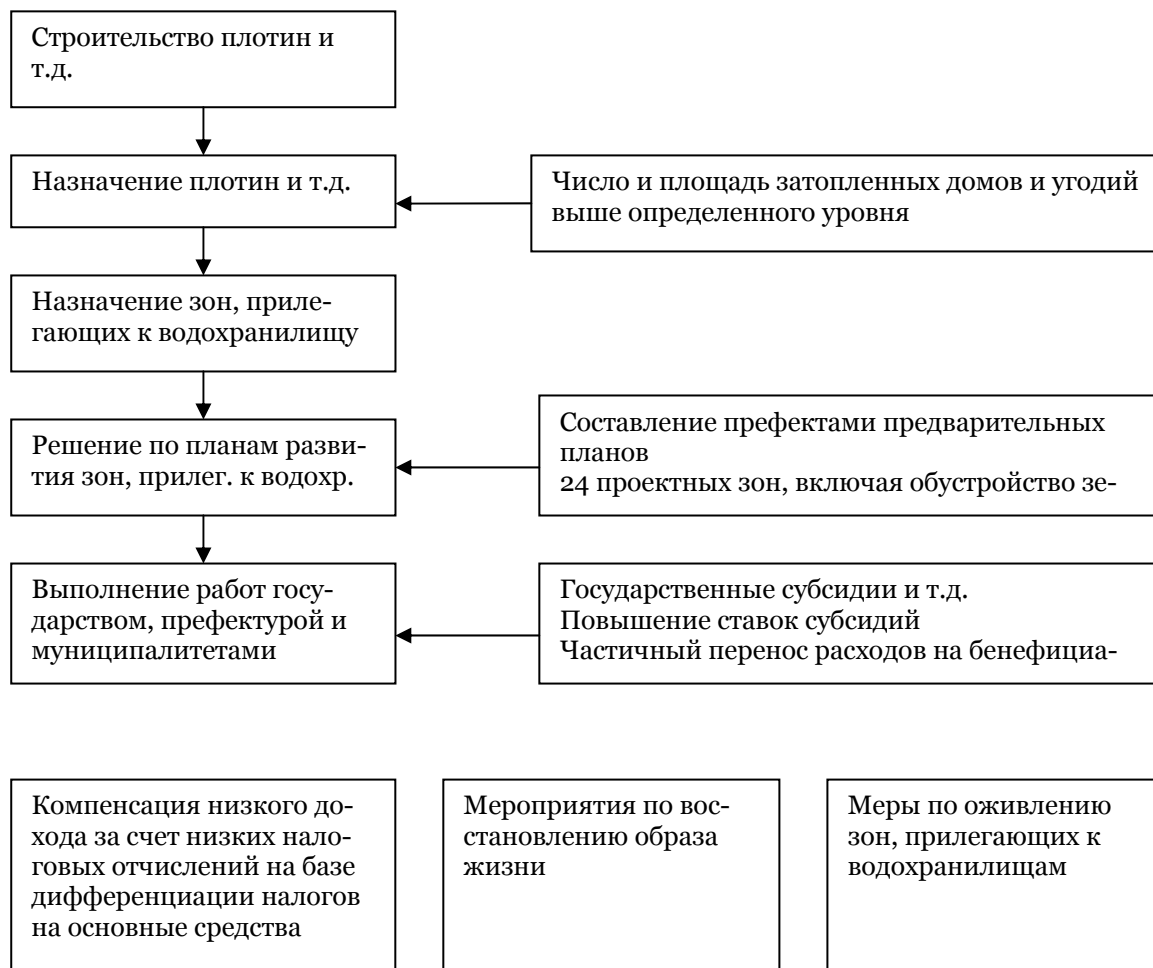 Строительство плотин и
т.д.
Назначение плотин и т.д.
Число и площадь затопленных домов и угодий
выше определенного уровня
Назначение зон, приле-
гающих к водохранилищу
Решение по планам разви-
тия зон, прилег. к водохр.
Составление префектами предварительных
планов
24 проектных зон, включая обустройство зе-
Выполнение работ госу-
дарством, префектурой и
муниципалитетами
Государственные субсидии и т.д.
Повышение ставок субсидий
Частичный перенос расходов на бенефициа-
Компенсация низкого до-
хода за счет низких нало-
говых отчислений на базе
дифференциации налогов
на основные средства
Мероприятия по вос-
становлению образа
жизни
Меры по оживлению
зон, прилегающих к
водохранилищам